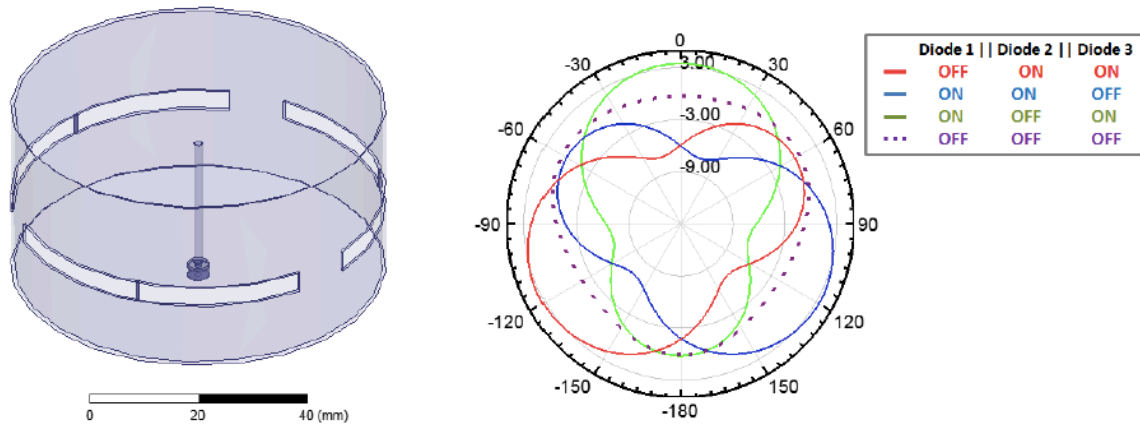 0 20 40 (mm)
0
-30 30
3.00
-3.00
-60 60
-9.00
-90 90
-120 120
-150 150
-180
Diode 1 || Diode 2 || Diode 3
OFF ON ON
ON ON OFF
ON OFF ON
OFF OFF OFF